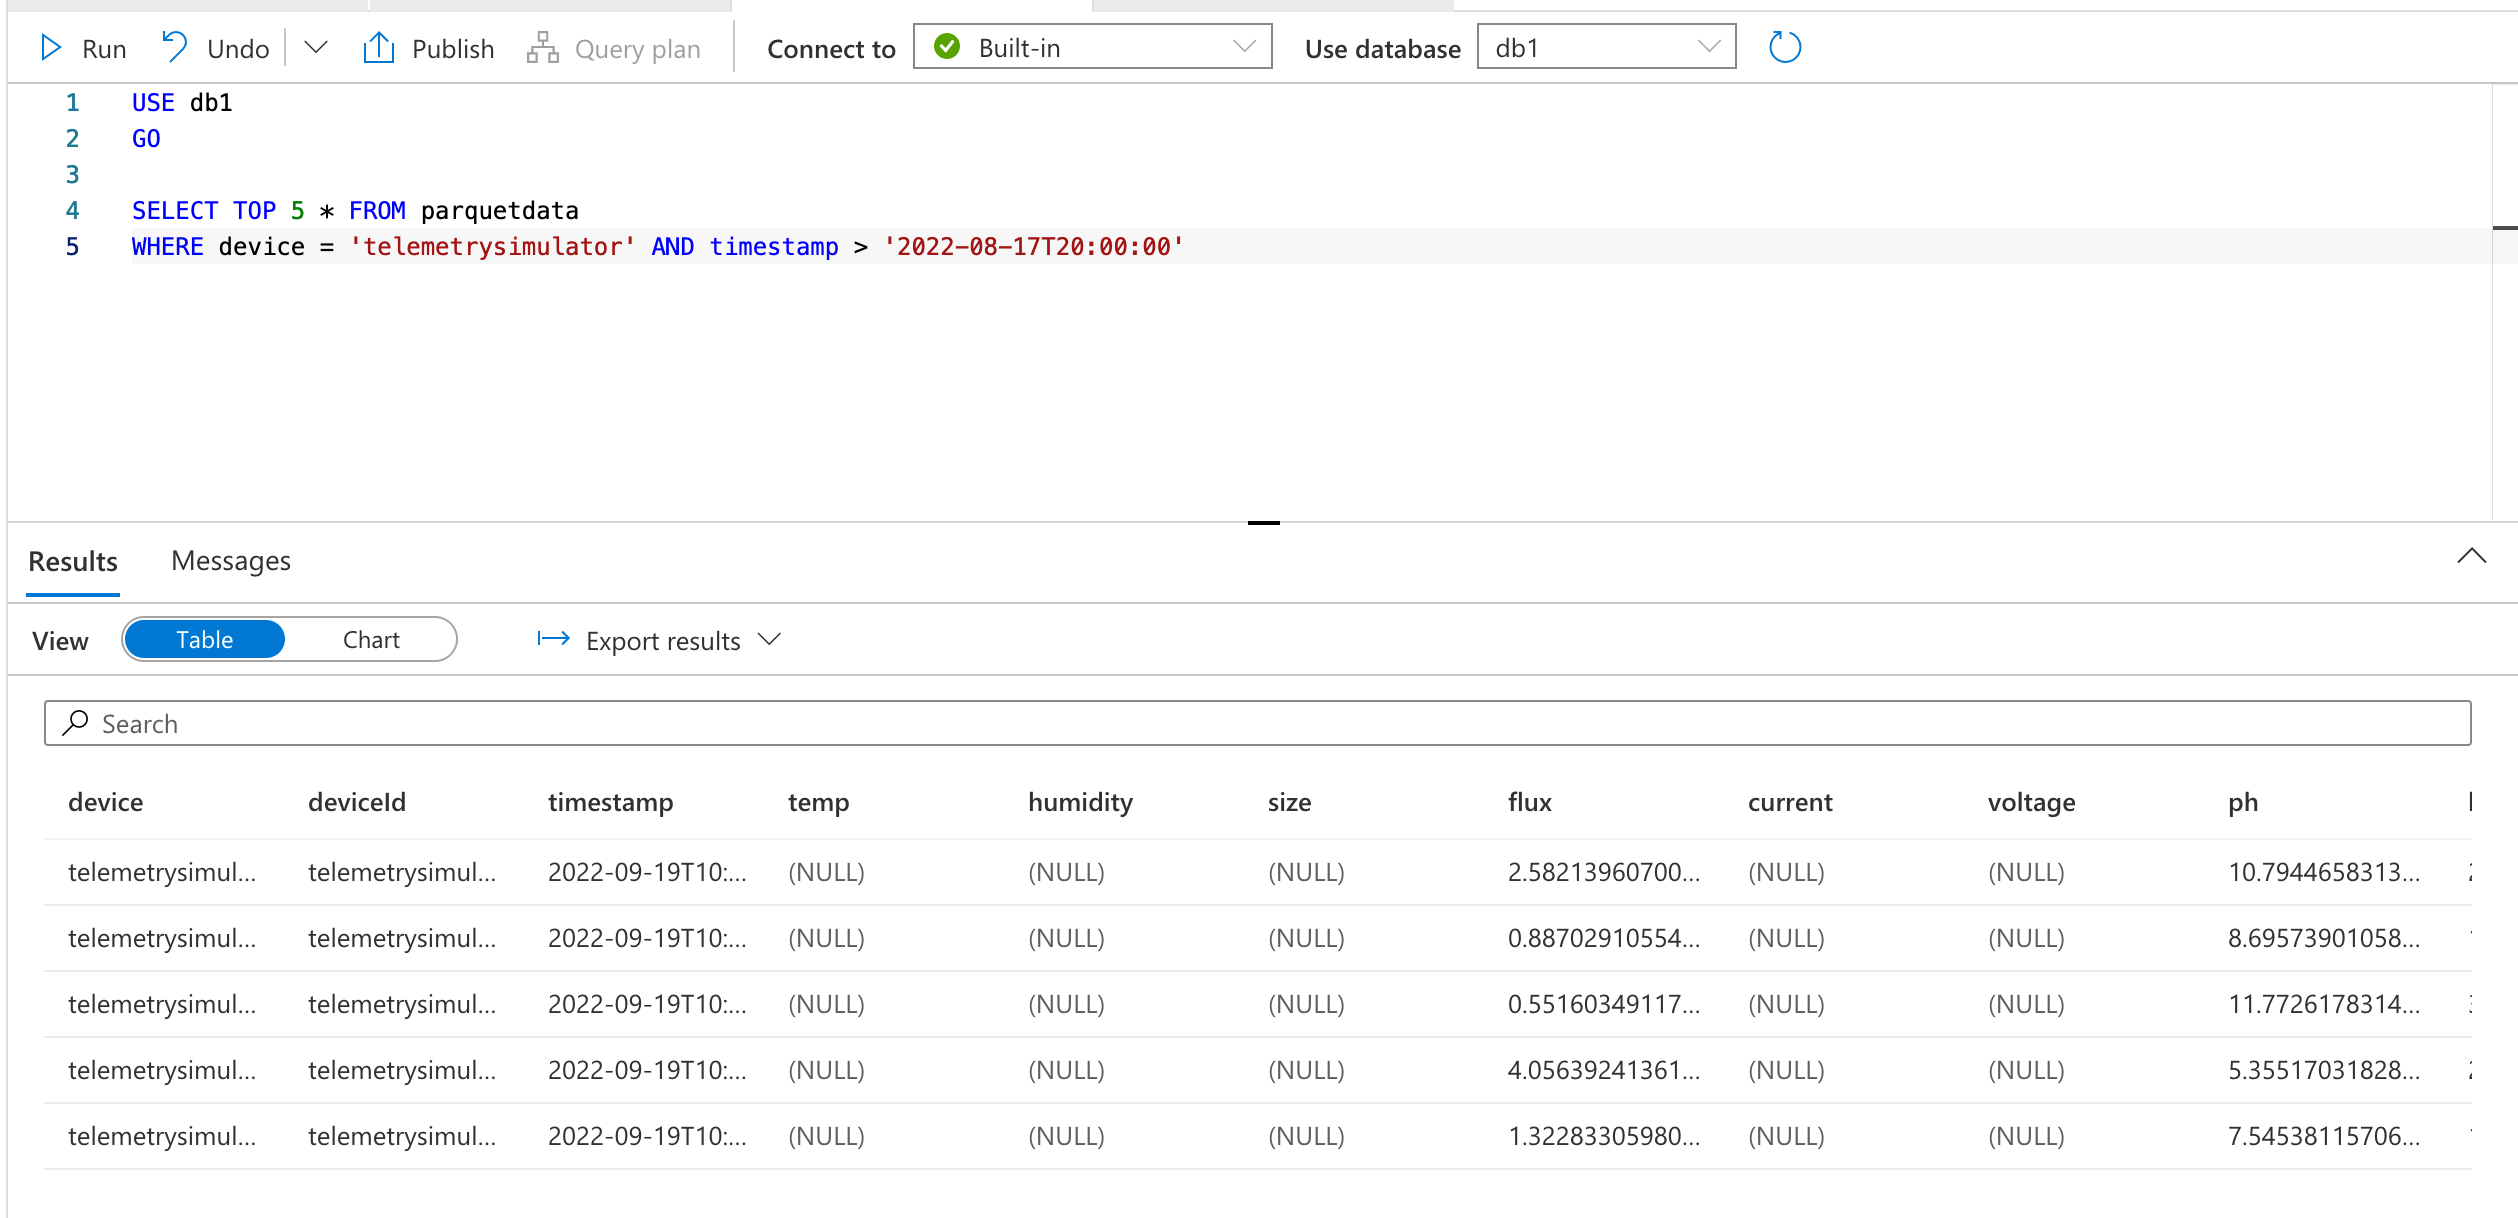 Run Undo Publish Query plan Connect to Built-in Use database db1
1 USE db1
2 GO
3
4 SELECT TOP 5 * FROM parquetdata
5 WHERE device = 'telemetrysimulator' AND timestamp > '2022-08-17T20:00:00'
Results Messages
View Table Chart Export results
Search
device deviceId timestamp temp humidity size flux current voltage ph
telemetrysimul... telemetrysimul... 2022-09-19T10:... (NULL) (NULL) (NULL) 2.58213960700... (NULL) (NULL) 10.7944658313...
telemetrysimul... telemetrysimul... 2022-09-19T10:... (NULL) (NULL) (NULL) 0.88702910554... (NULL) (NULL) 8.69573901058...
telemetrysimul... telemetrysimul... 2022-09-19T10:... (NULL) (NULL) (NULL) 0.55160349117... (NULL) (NULL) 11.7726178314...
telemetrysimul... telemetrysimul... 2022-09-19T10:... (NULL) (NULL) (NULL) 4.05639241361... (NULL) (NULL) 5.35517031828...
telemetrysimul... telemetrysimul... 2022-09-19T10:... (NULL) (NULL) (NULL) 1.32283305980... (NULL) (NULL) 7.54538115706...